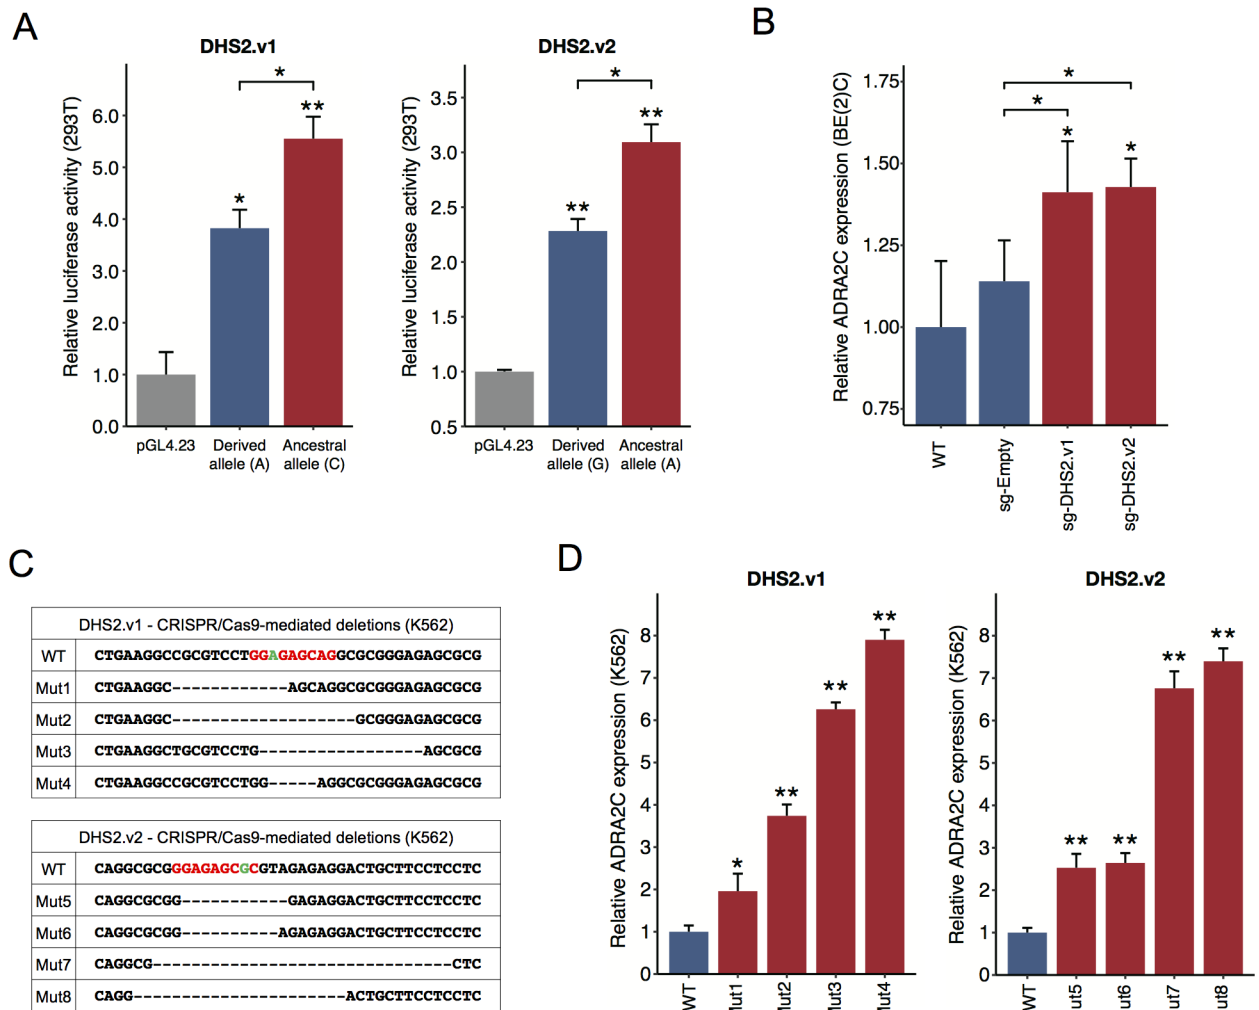 A
DHS2.v1
*
**
*
Relative luciferase activity (293T)
6.0
5.0
4.0
3.0
2.0
1.0
0.0
pGL4.23
Derived allele (A)
Ancestral allele (C)
DHS2.v2
*
**
**
Relative luciferase activity (293T)
3.5
3.0
2.5
2.0
1.5
1.0
0.5
pGL4.23
Derived allele (G)
Ancestral allele (A)
B
*
*
*
*
Relative ADRA2C expression (BE(2)C)
1.75
1.50
1.25
1.00
0.75
WT
sg-Empty
sg-DHS2.v1
sg-DHS2.v2
C
DHS2.v1 - CRISPR/Cas9-mediated deletions (K562)
WT CTGAAGGCCGCGTCCTGGAGAGCAGGCGCGGGAGAGCGCG
Mut1 CTGAAGGC------------AGCAGGCGCGGGAGAGCGCG
Mut2 CTGAAGGC-------------------GCGGGAGAGCGCG
Mut3 CTGAAGGCTGCGTCCTG-----------------AGCGCG
Mut4 CTGAAGGCCGCGTCCTGG-----AGGCGCGGGAGAGCGCG
DHS2.v2 - CRISPR/Cas9-mediated deletions (K562)
WT CAGGCGCGGGAGAGCGCGTAGAGAGGACTGCTTCCTCCTC
Mut5 CAGGCGCGG-----------GAGAGGACTGCTTCCTCCTC
Mut6 CAGGCGCGG----------AGAGAGGACTGCTTCCTCCTC
Mut7 CAGGCG-------------------------------CTC
Mut8 CAGG----------------------ACTGCTTCCTCCTC
D
DHS2.v1
*
**
**
**
Relative ADRA2C expression (K562)
8
7
6
5
4
3
2
1
0
WT
Mut1
Mut2
Mut3
Mut4
DHS2.v2
**
**
**
**
Relative ADRA2C expression (K562)
8
7
6
5
4
3
2
1
0
WT
ut5
ut6
ut7
ut8